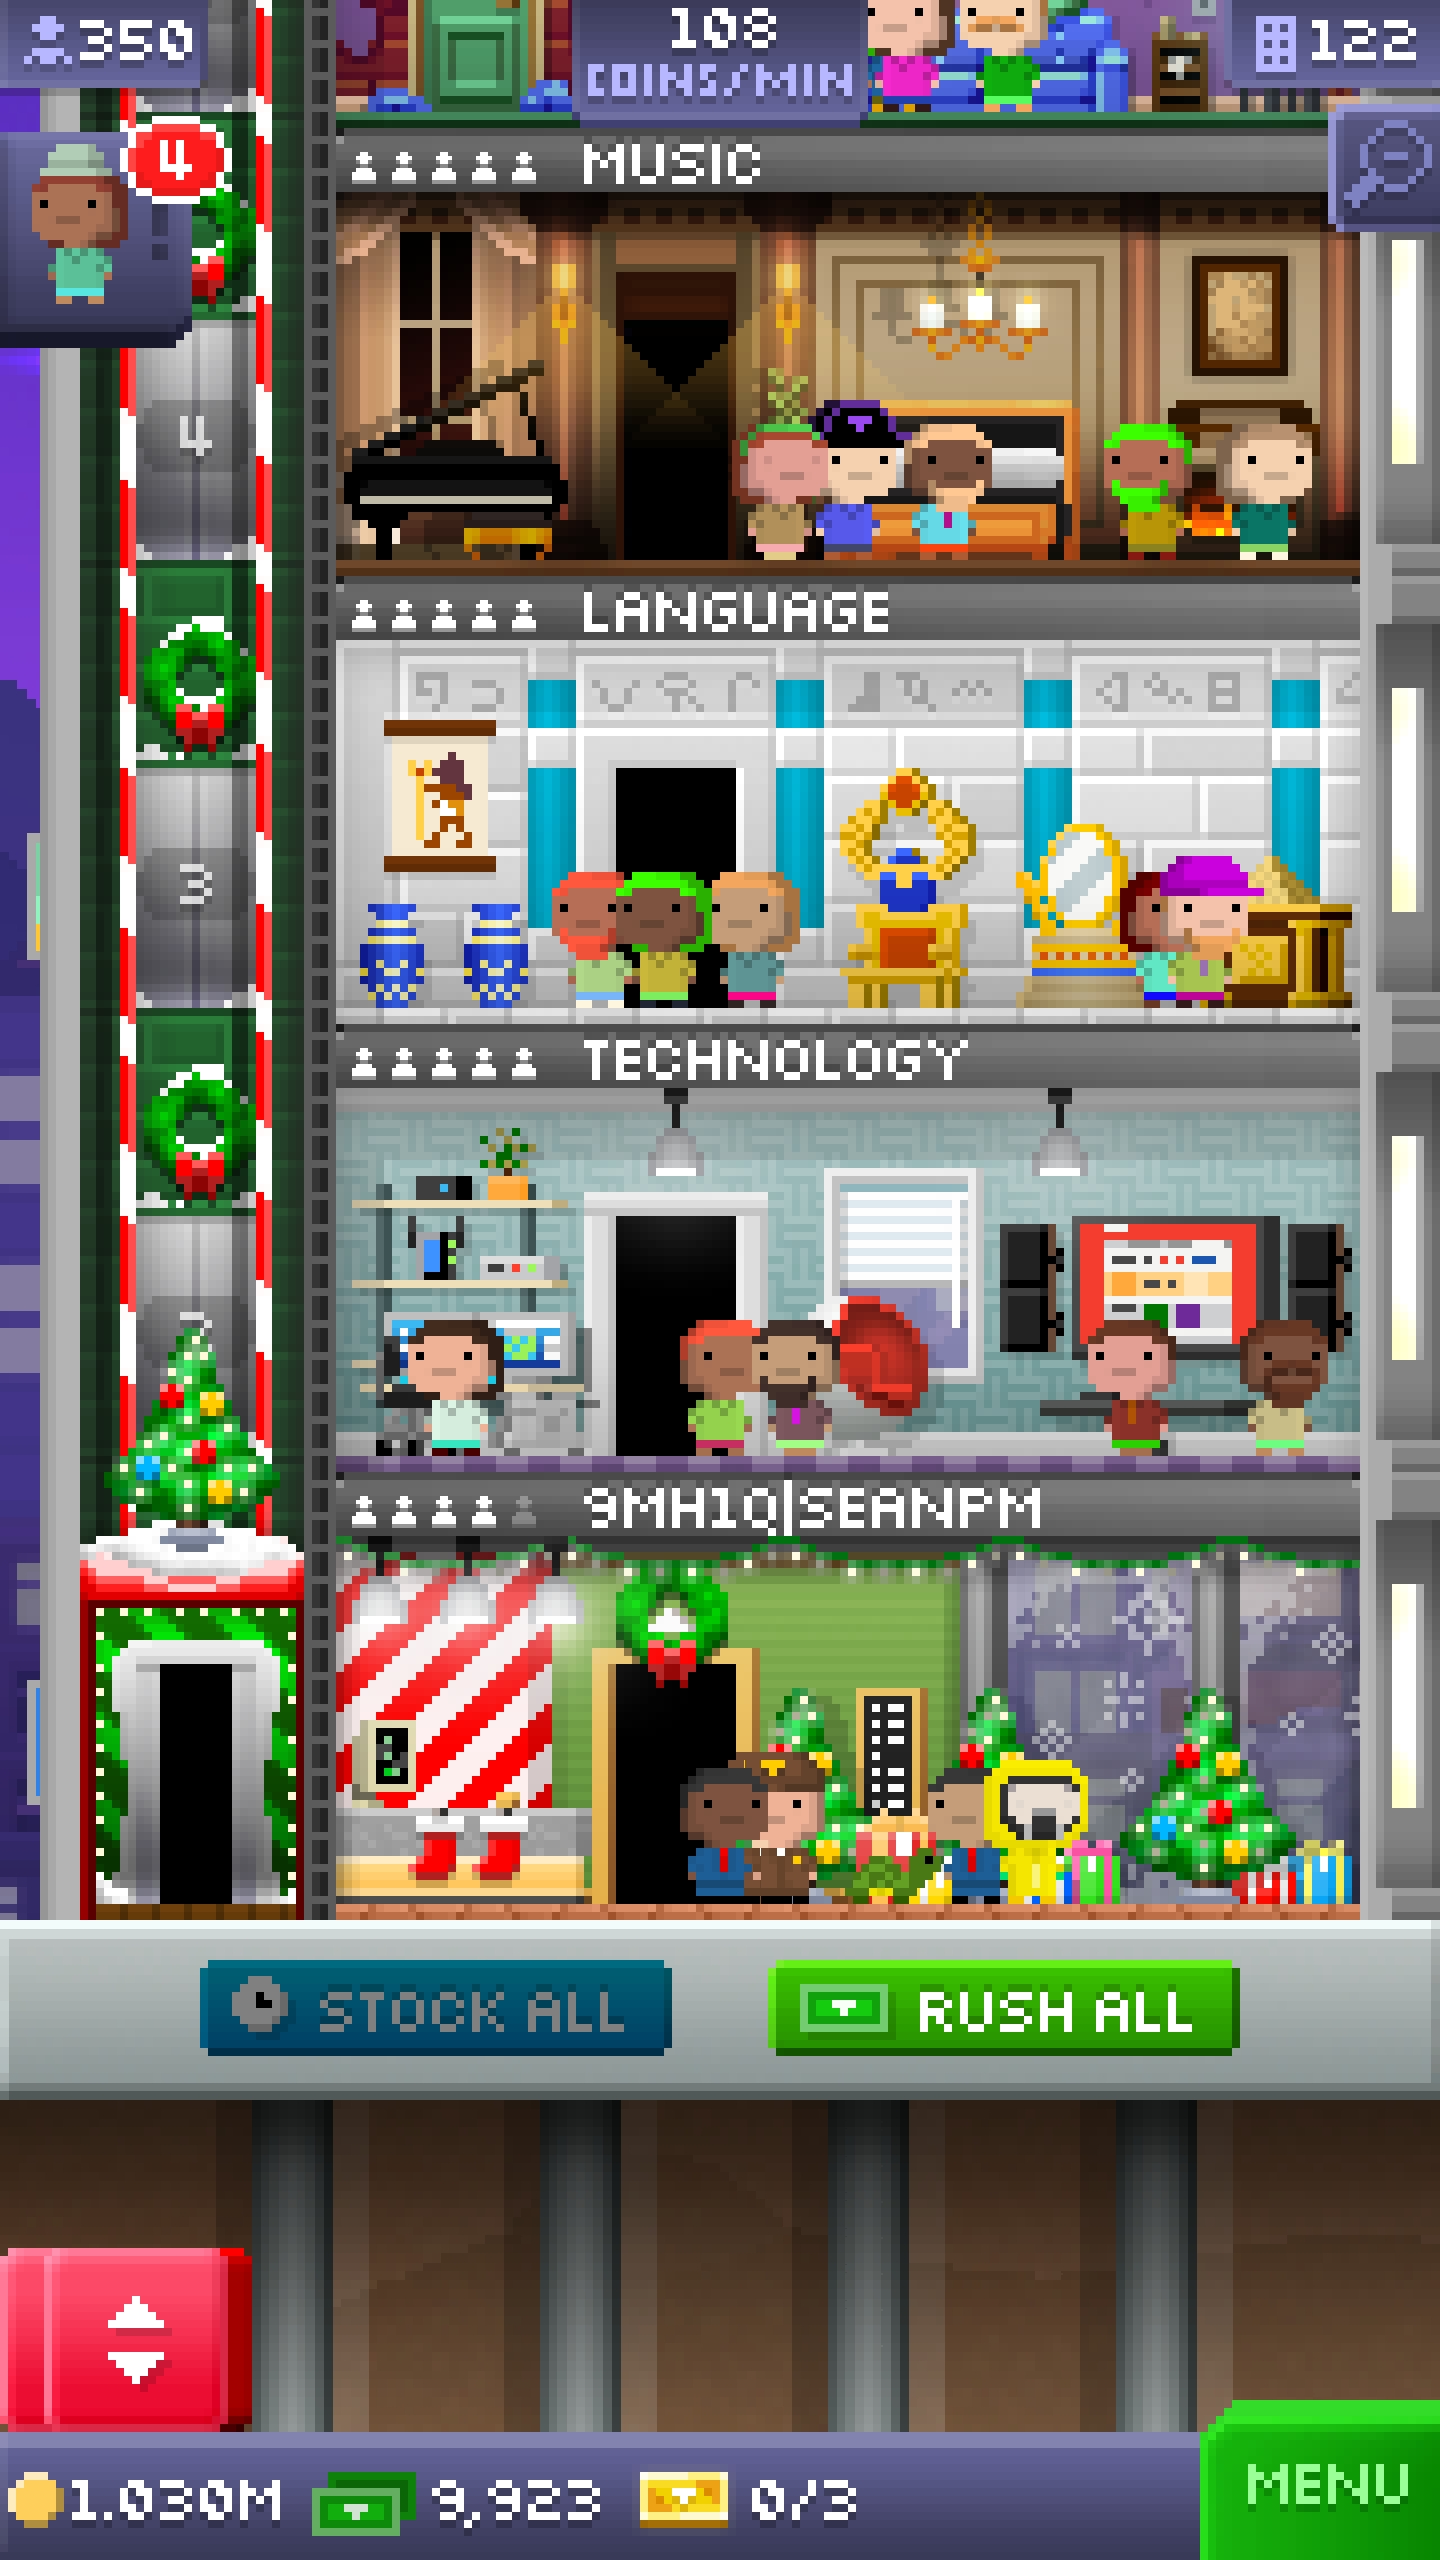 350
108
COINS/MIN
122
4
MUSIC
4
LANGUAGE
3
TECHNOLOGY
9MH1Q|SEANPM
STOCK ALL
RUSH ALL
1.030M
9,923
0/3
MENU